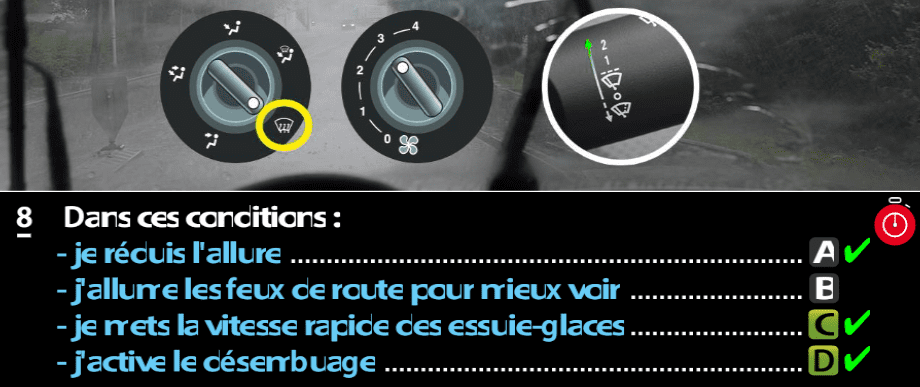 4
3
2
1
0
2
1
8 Dans ces conditions :
- je réduis l'allure A
- j'allume les feux de route pour mieux voir B
- je mets la vitesse rapide des essuie-glaces C
- j'active le désembuage D